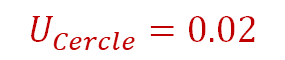 U_Cercle = 0.02